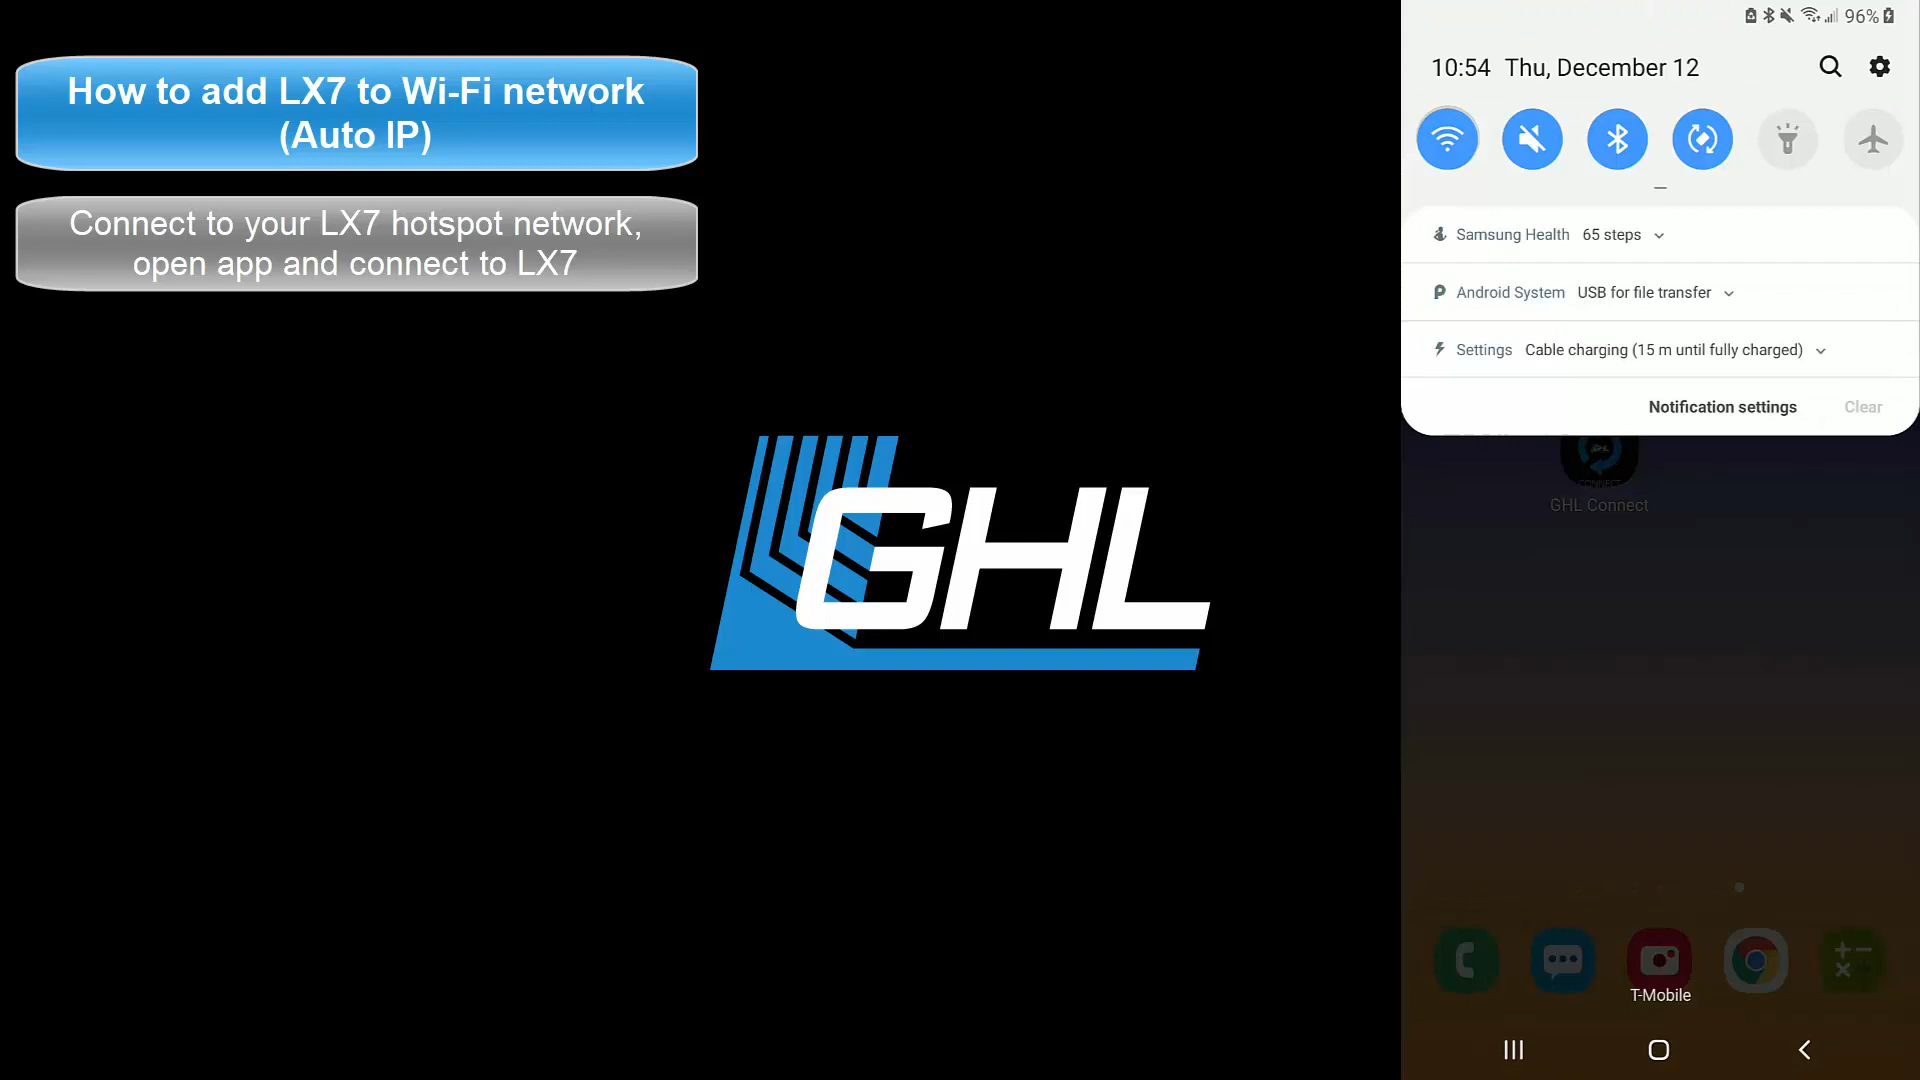 How to add LX7 to Wi-Fi network
(Auto IP)
Connect to your LX7 hotspot network,
open app and connect to LX7
GHL
96%
10:54 Thu, December 12
Samsung Health 65 steps
Android System USB for file transfer
Settings Cable charging (15 m until fully charged)
Notification settings Clear
CONNECT
GHL Connect
T-Mobile